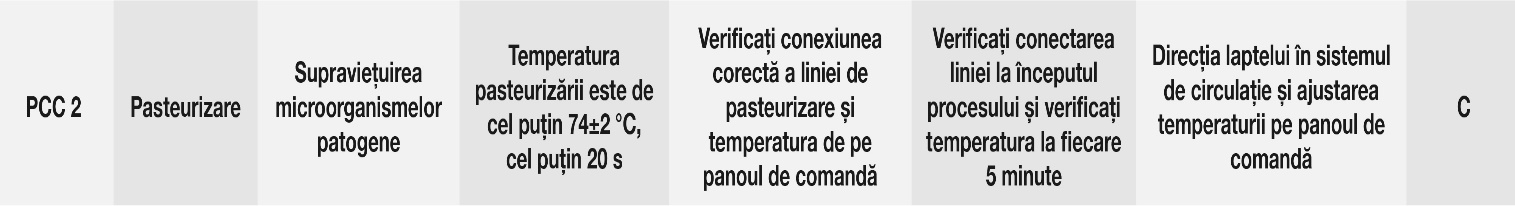 PCC 2
Pasteurizare
Supraviețuirea
microorganismelor
patogene
Temperatura
pasteurizării este de
cel puțin 74±2 °C,
cel puțin 20 s
Verificați conexiunea
corectă a liniei de
pasteurizare și
temperatura de pe
panoul de comandă
Verificați conectarea
liniei la începutul
procesului și verificați
temperatura la fiecare
5 minute
Direcția laptelui în sistemul
de circulație și ajustarea
temperaturii pe panoul de
comandă
C